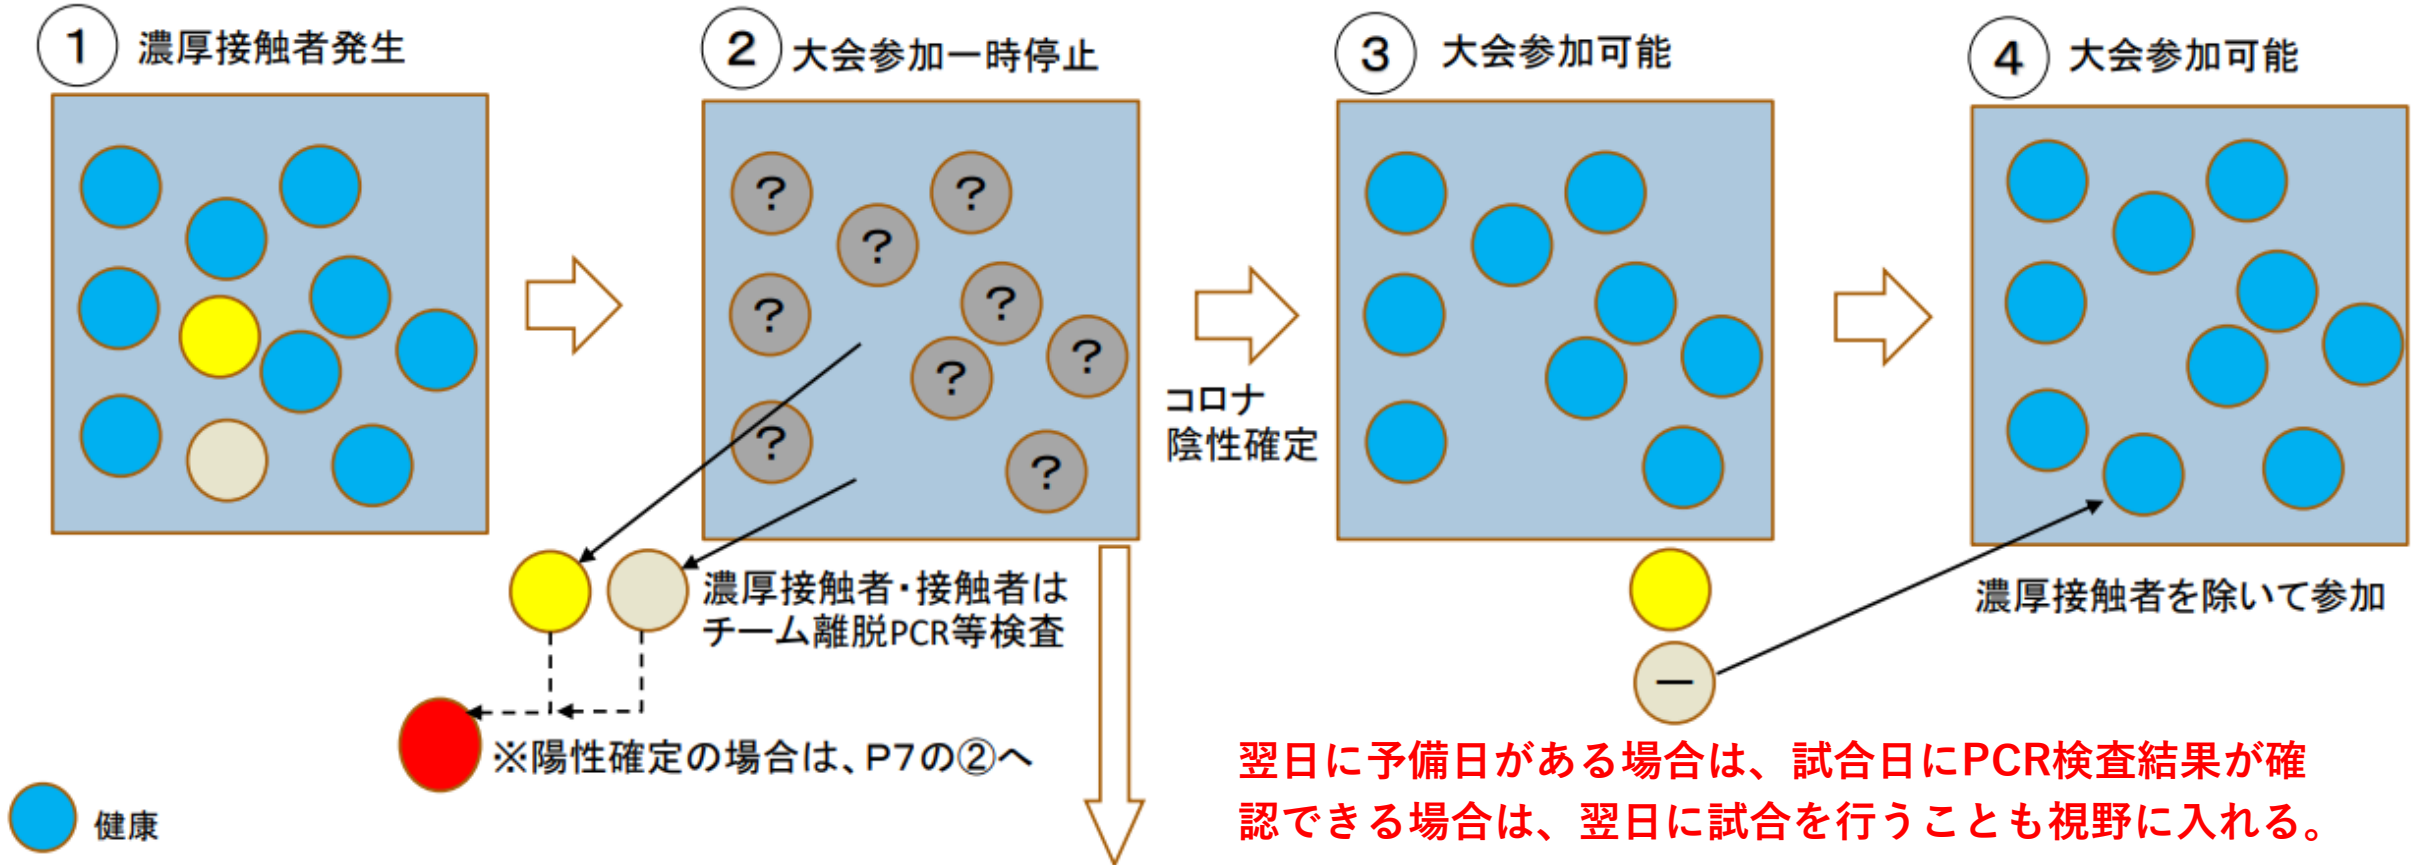 ① 濃厚接触者発生
② 大会参加一時停止
③ 大会参加可能
④ 大会参加可能
?
?
?
?
?
?
?
?
?
コロナ
陰性確定
濃厚接触者・接触者は
チーム離脱PCR等検査
濃厚接触者を除いて参加
ー
※陽性確定の場合は、P7の②へ
翌日に予備日がある場合は、試合日にPCR検査結果が確
認できる場合は、翌日に試合を行うことも視野に入れる。
健康